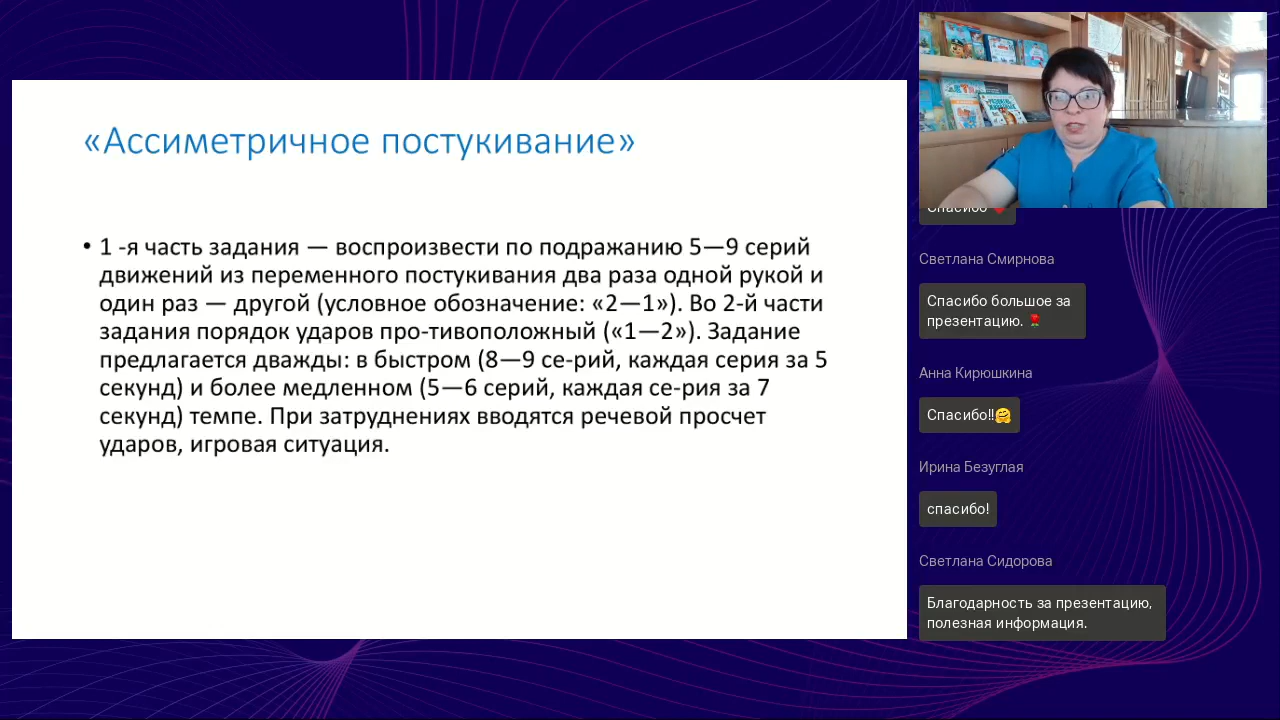 «Ассиметричное постукивание»
• 1 -я часть задания — воспроизвести по подражанию 5—9 серий
движений из переменного постукивания два раза одной рукой и
один раз — другой (условное обозначение: «2—1»). Во 2-й части
задания порядок ударов про-тивоположный («1—2»). Задание
предлагается дважды: в быстром (8—9 се-рий, каждая серия за 5
секунд) и более медленном (5—6 серий, каждая се-рия за 7
секунд) темпе. При затруднениях вводятся речевой просчет
ударов, игровая ситуация.
Спасибо ❤️
Светлана Смирнова
Спасибо большое за
презентацию. 🌹
Анна Кирюшкина
Спасибо!!🤗
Ирина Безуглая
спасибо!
Светлана Сидорова
Благодарность за презентацию,
полезная информация.